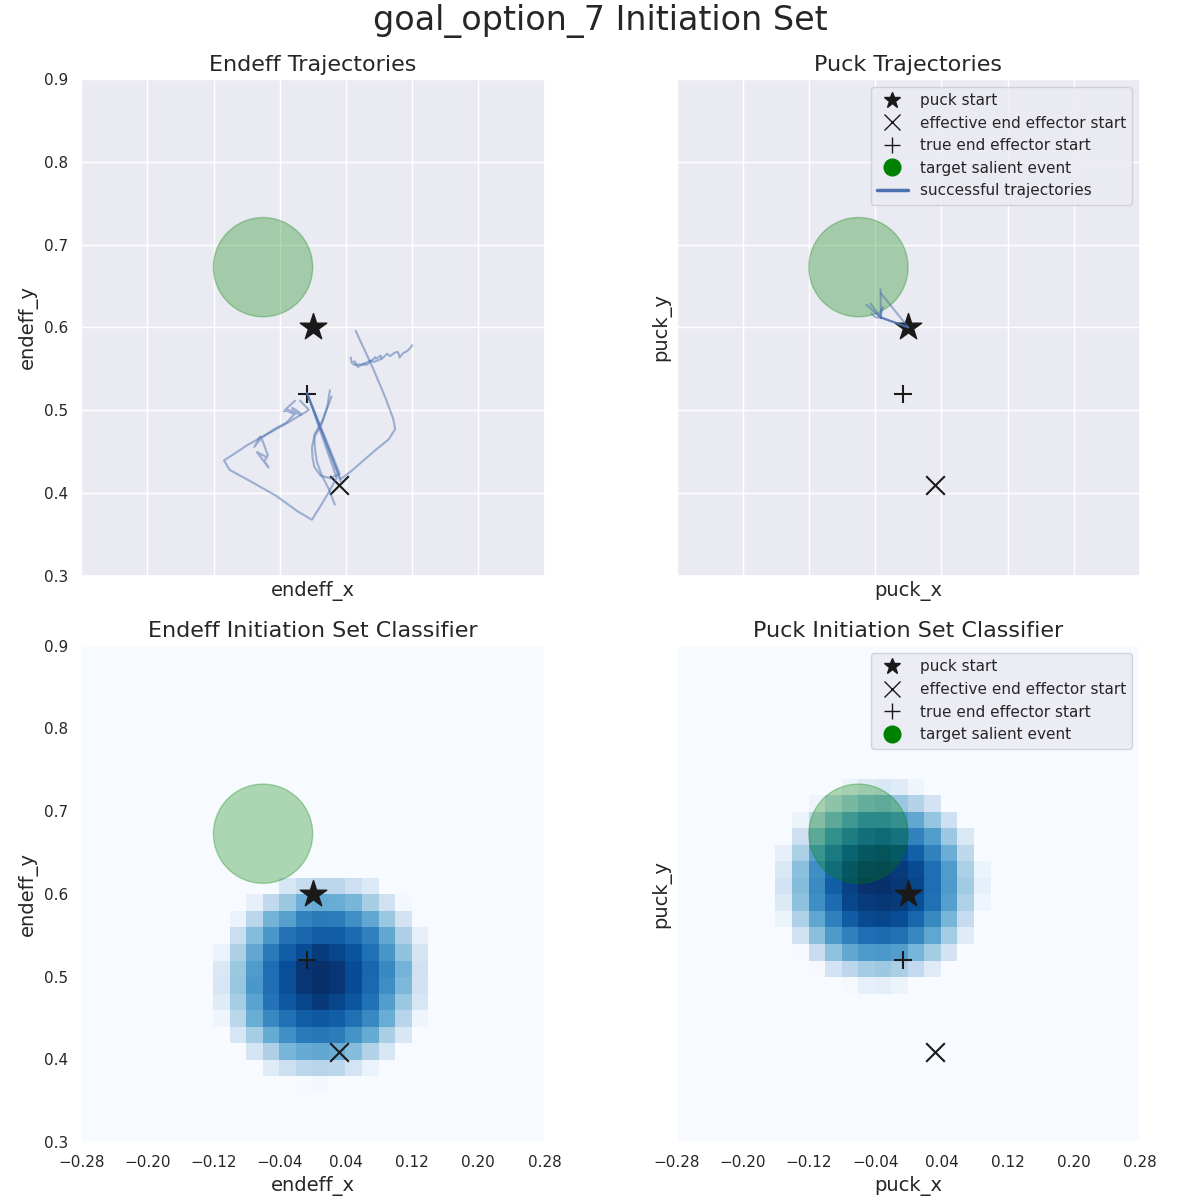 goal_option_7 Initiation Set
Endeff Trajectories
0.9
0.8
0.7
0.6
0.5
0.4
0.3
endeff_y
endeff_x
Puck Trajectories
puck start
effective end effector start
true end effector start
target salient event
successful trajectories
puck_y
puck_x
Endeff Initiation Set Classifier
0.9
0.8
0.7
0.6
0.5
0.4
0.3
endeff_y
−0.28 −0.20 −0.12 −0.04 0.04 0.12 0.20 0.28
endeff_x
Puck Initiation Set Classifier
puck start
effective end effector start
true end effector start
target salient event
puck_y
−0.28 −0.20 −0.12 −0.04 0.04 0.12 0.20 0.28
puck_x